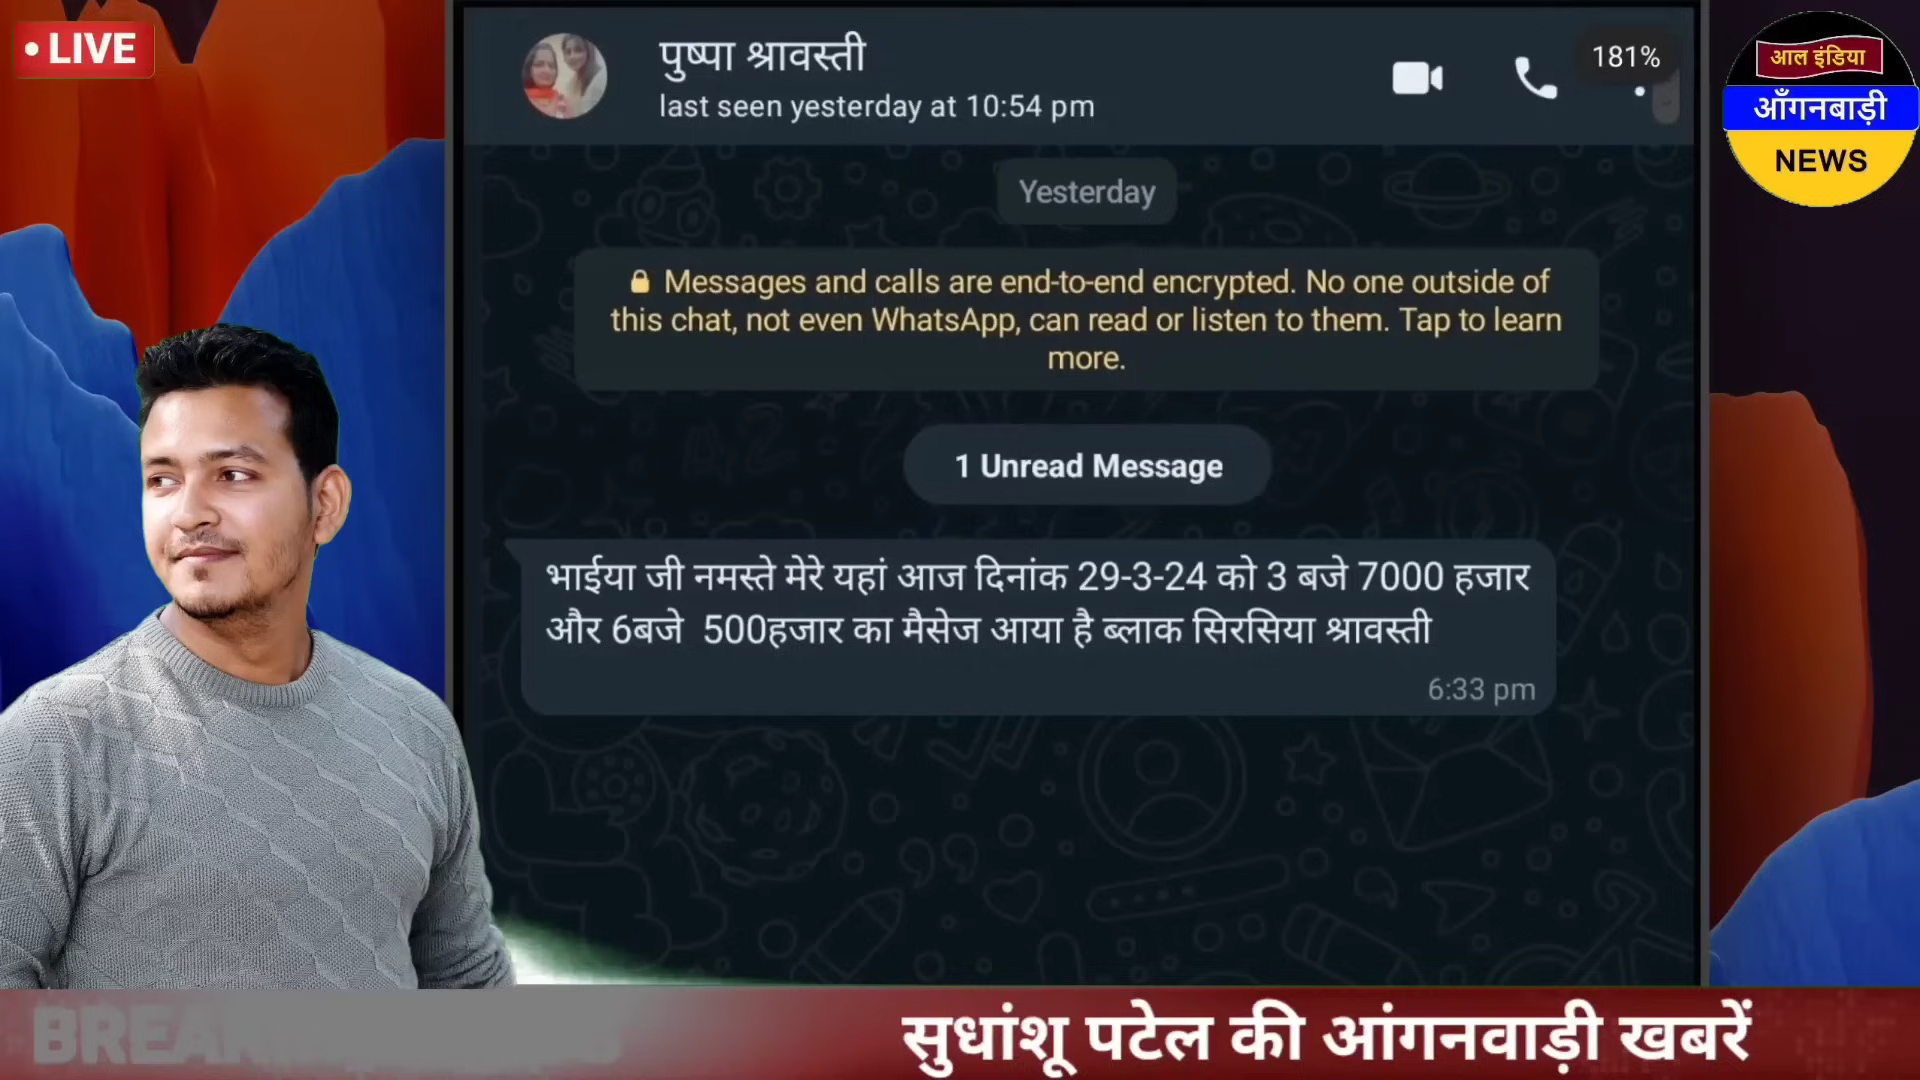 • LIVE
पुष्पा श्रावस्ती
last seen yesterday at 10:54 pm
181%
आल इंडिया
आँगनबाड़ी
NEWS
Yesterday
Messages and calls are end-to-end encrypted. No one outside of
this chat, not even WhatsApp, can read or listen to them. Tap to learn
more.
1 Unread Message
भाईया जी नमस्ते मेरे यहां आज दिनांक 29-3-24 को 3 बजे 7000 हजार
और 6बजे 500हजार का मैसेज आया है ब्लाक सिरसिया श्रावस्ती
6:33 pm
सुधांशू पटेल की आंगनवाड़ी खबरें